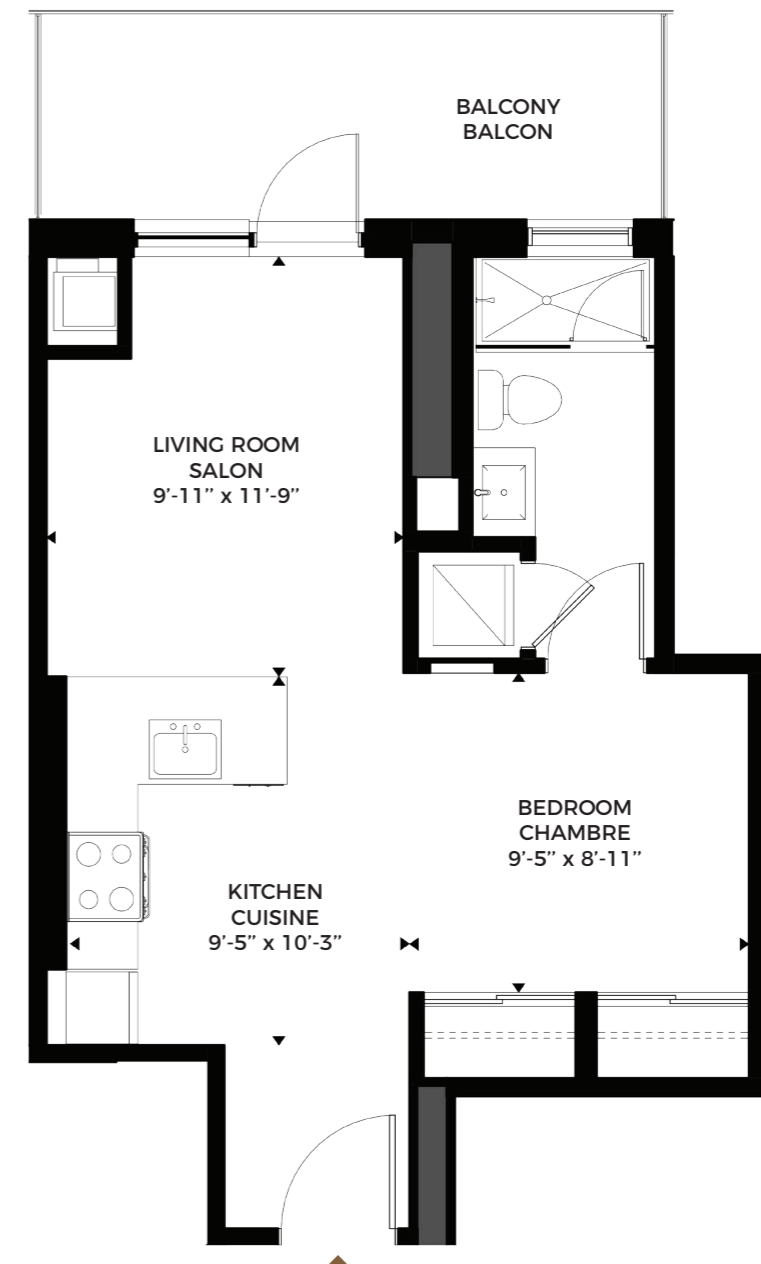 BALCONY
BALCON
LIVING ROOM
SALON
9’-11” x 11’-9”
BEDROOM
CHAMBRE
9’-5” x 8’-11”
KITCHEN
CUISINE
9’-5” x 10’-3”